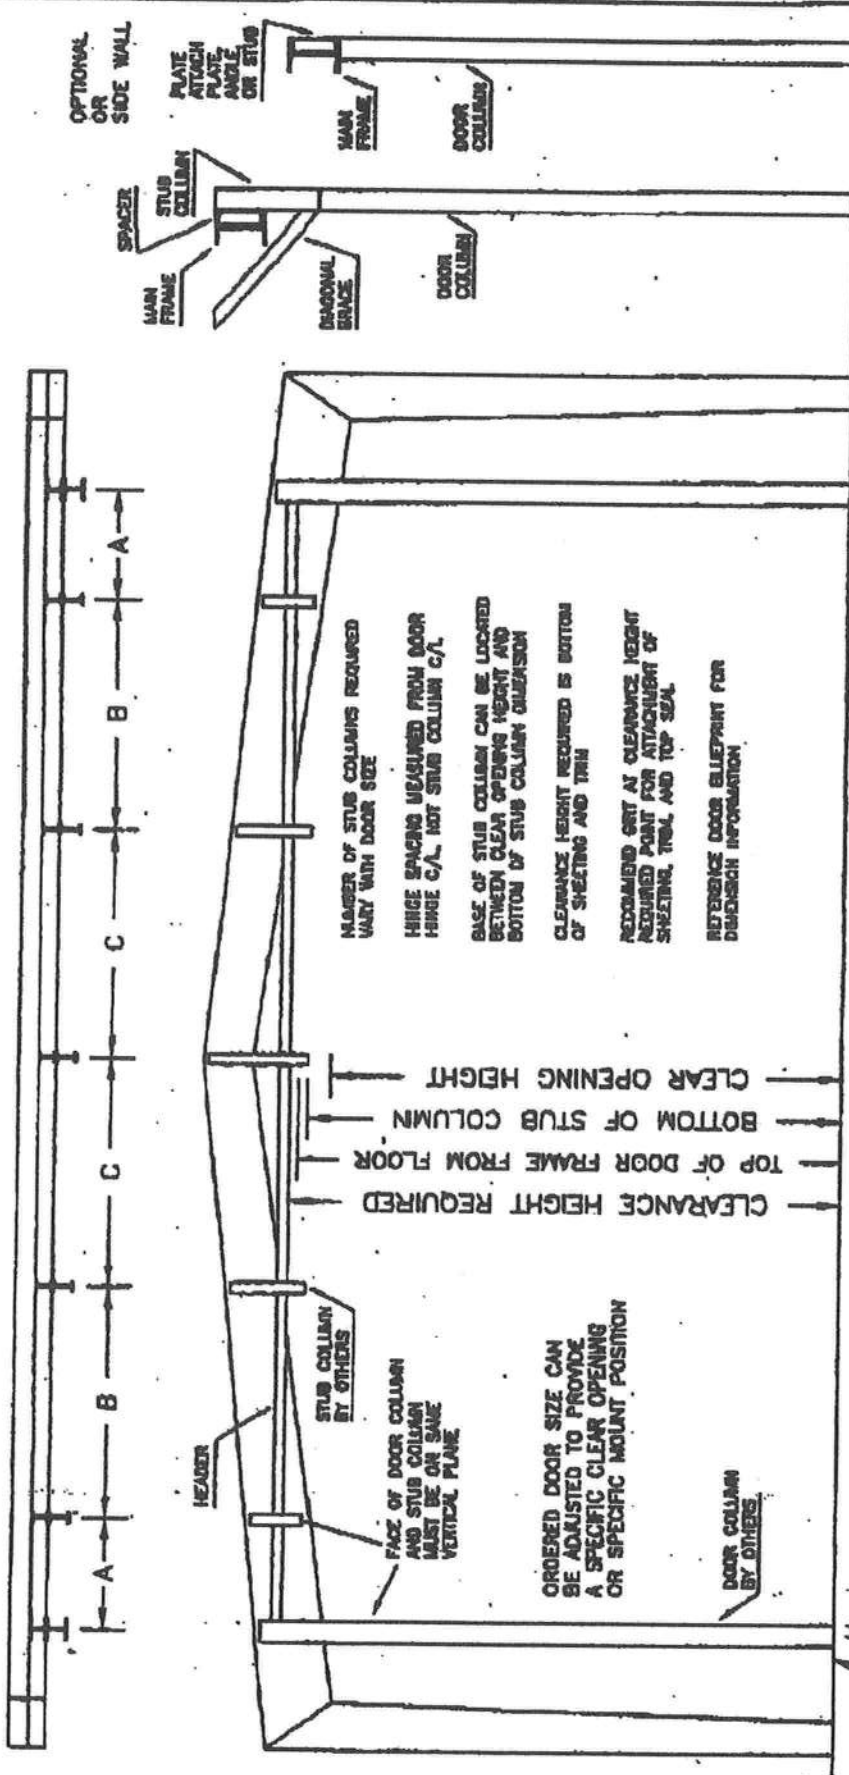 OPTIONAL
OR
SIDE WALL
PLATE
ATTACH
PLATE,
ANGLE,
OR STUB
MAIN
FRAME
DOOR
COLUMN
SPACER
STUB
COLUMN
MAIN
FRAME
DIAGONAL
BRACE
DOOR
COLUMN
A
B
C
C
B
A
HEADER
STUB COLUMN
BY OTHERS
FACE OF DOOR COLUMN
AND STUB COLUMN
MUST BE ON SAME
VERTICAL PLANE
ORDERED DOOR SIZE CAN
BE ADJUSTED TO PROVIDE
A SPECIFIC CLEAR OPENING
OR SPECIFIC MOUNT POSITION
DOOR COLUMN
BY OTHERS
CLEARANCE HEIGHT REQUIRED
TOP OF DOOR FRAME FROM FLOOR
BOTTOM OF STUB COLUMN
CLEAR OPENING HEIGHT
NUMBER OF STUB COLUMNS REQUIRED
VARY WITH DOOR SIZE
HINGE SPACING MEASURED FROM DOOR
HINGE C/L, NOT STUB COLUMN C/L
BASE OF STUB COLUMN CAN BE LOCATED
BETWEEN CLEAR OPENING HEIGHT AND
BOTTOM OF STUB COLUMN DIMENSION
CLEARANCE HEIGHT REQUIRED IS BOTTOM
OF SHEETING AND TRIM
RECOMMEND GIRT AT CLEARANCE HEIGHT
REQUIRED POINT FOR ATTACHMENT OF
SHEETING, TRIM, AND TOP SEAL
REFERENCE DOOR BLUEPRINT FOR
DIMENSION INFORMATION